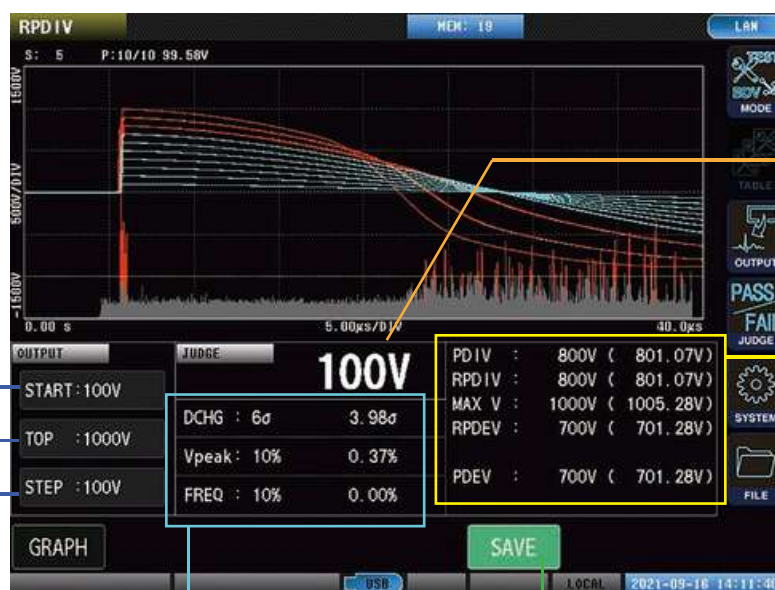 RPDIV MEM: 19 LAN
S: 5 P:10/10 99.58V
1500V
500V/DIV
-1500V
0.00 s 5.00μs/DIV 40.0μs
TEST
BDV
MODE
TABLE
OUTPUT
PASS
FAIL
JUDGE
SYSTEM
FILE
OUTPUT
START:100V
TOP :1000V
STEP :100V
JUDGE
100V
DCHG : 6σ 3.98σ
Vpeak: 10% 0.37%
FREQ : 10% 0.00%
PDIV : 800V ( 801.07V)
RPDIV : 800V ( 801.07V)
MAX V : 1000V ( 1005.28V)
RPDEV : 700V ( 701.28V)
PDEV : 700V ( 701.28V)
GRAPH
SAVE
USB LOCAL 2021-09-16 14:11:46